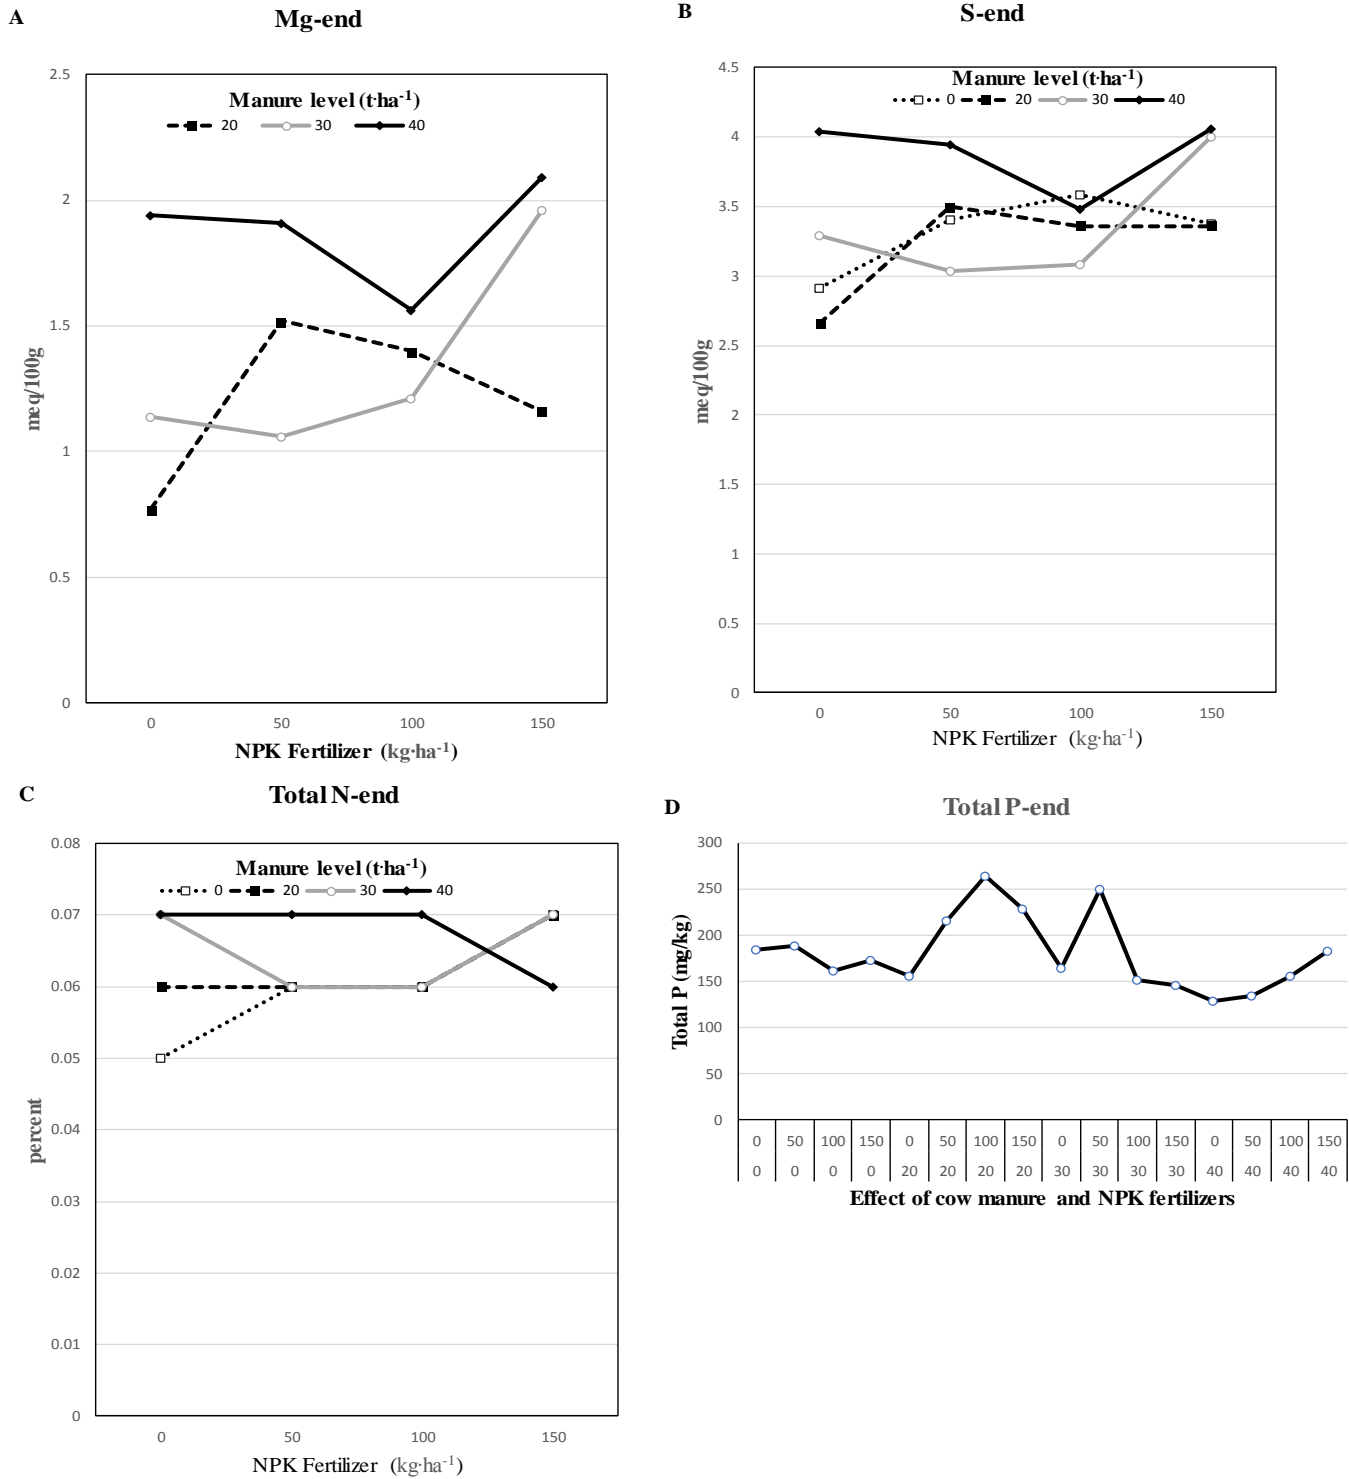 A
Mg-end
2.5
2
1.5
1
0.5
0
meq/100g
Manure level (t·ha⁻¹)
20 30 40
0 50 100 150
NPK Fertilizer (kg·ha⁻¹)
B
S-end
4.5
4
3.5
3
2.5
2
1.5
1
0.5
0
meq/100g
Manure level (t·ha⁻¹)
0 20 30 40
0 50 100 150
NPK Fertilizer (kg·ha⁻¹)
C
Total N-end
0.08
0.07
0.06
0.05
0.04
0.03
0.02
0.01
0
percent
Manure level (t·ha⁻¹)
0 20 30 40
0 50 100 150
NPK Fertilizer (kg·ha⁻¹)
D
Total P-end
300
250
200
150
100
50
0
Total P (mg/kg)
0 50 100 150 0 50 100 150 0 50 100 150 0 50 100 150
0 0 0 0 20 20 20 20 30 30 30 30 40 40 40 40
Effect of cow manure and NPK fertilizers